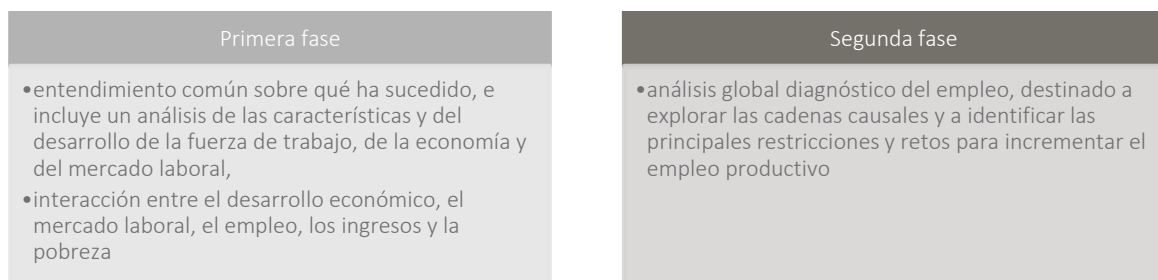 Primera fase
•entendimiento común sobre qué ha sucedido, e
incluye un análisis de las características y del
desarrollo de la fuerza de trabajo, de la economía y
del mercado laboral,
•interacción entre el desarrollo económico, el
mercado laboral, el empleo, los ingresos y la
pobreza
Segunda fase
•análisis global diagnóstico del empleo, destinado a
explorar las cadenas causales y a identificar las
principales restricciones y retos para incrementar el
empleo productivo